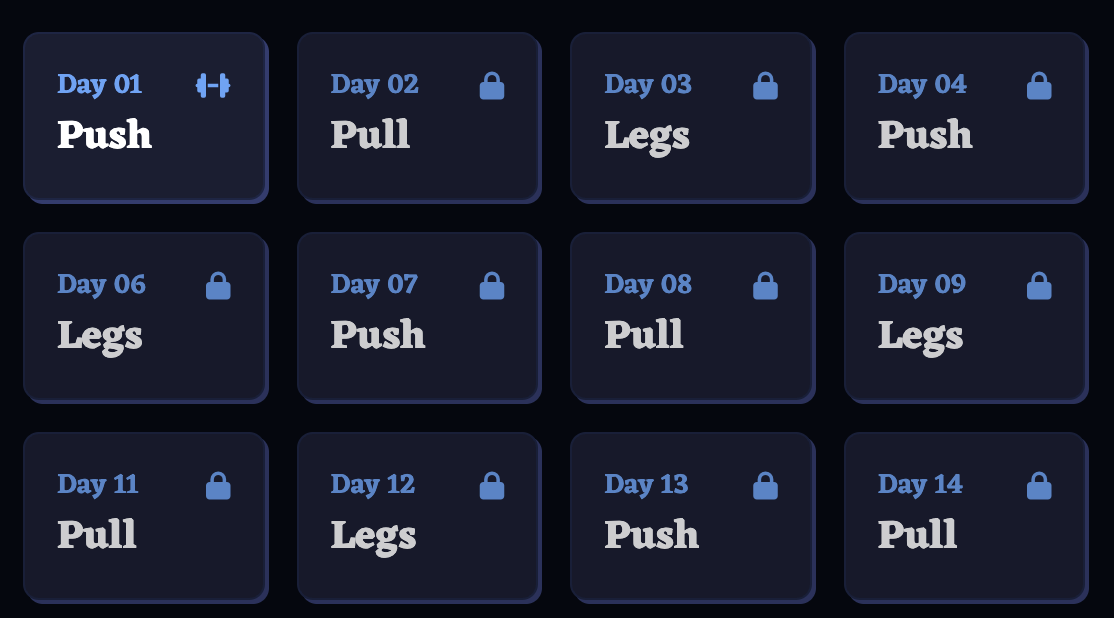 Day 01
Push
Day 02
Pull
Day 03
Legs
Day 04
Push
Day 06
Legs
Day 07
Push
Day 08
Pull
Day 09
Legs
Day 11
Pull
Day 12
Legs
Day 13
Push
Day 14
Pull